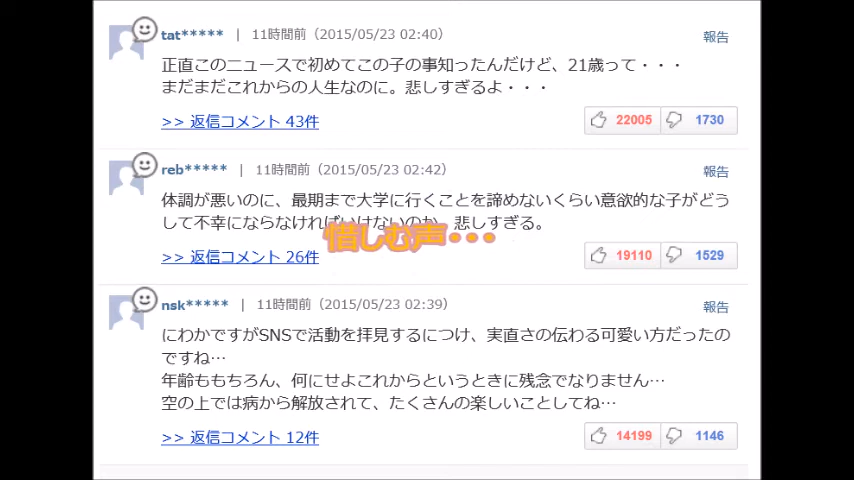 tat***** | 11時間前（2015/05/23 02:40） 報告
正直このニュースで初めてこの子の事知ったんだけど、21歳って・・・
まだまだこれからの人生なのに。悲しすぎるよ・・・
>> 返信コメント 43件 22005 1730
reb***** | 11時間前（2015/05/23 02:42） 報告
体調が悪いのに、最期まで大学に行くことを諦めないくらい意欲的な子がどう
して不幸にならなければいけないのか。悲しすぎる。
惜しむ声・・・
>> 返信コメント 26件 19110 1529
nsk***** | 11時間前（2015/05/23 02:39） 報告
にわかですがSNSで活動を拝見するにつけ、実直さの伝わる可愛い方だったの
ですね…
年齢ももちろん、何にせよこれからというときに残念でなりません…
空の上では病から解放されて、たくさんの楽しいことしてね…
>> 返信コメント 12件 14199 1146